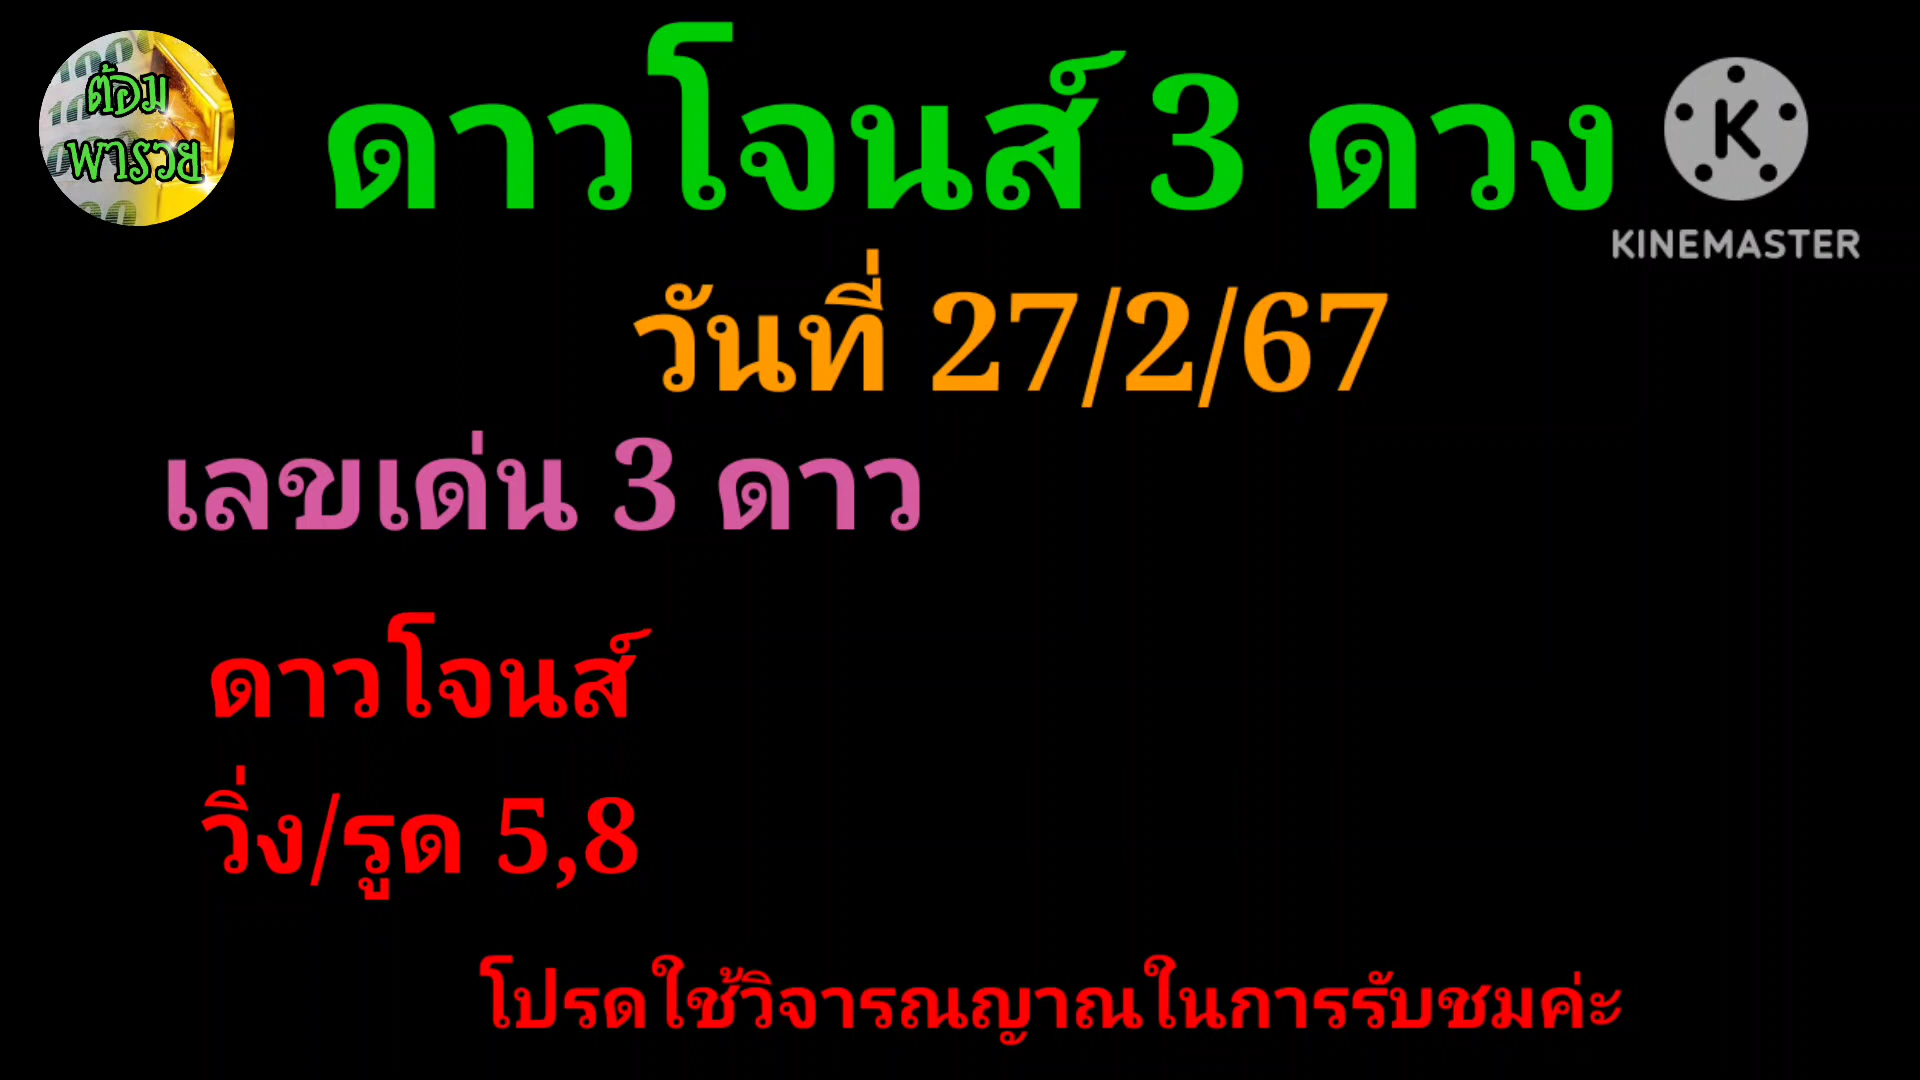 ต้อม
พารวย
ดาวโจนส์ 3 ดวง
KINEMASTER
วันที่ 27/2/67
เลขเด่น 3 ดาว
ดาวโจนส์
วิ่ง/รูด 5,8
โปรดใช้วิจารณญาณในการรับชมค่ะ